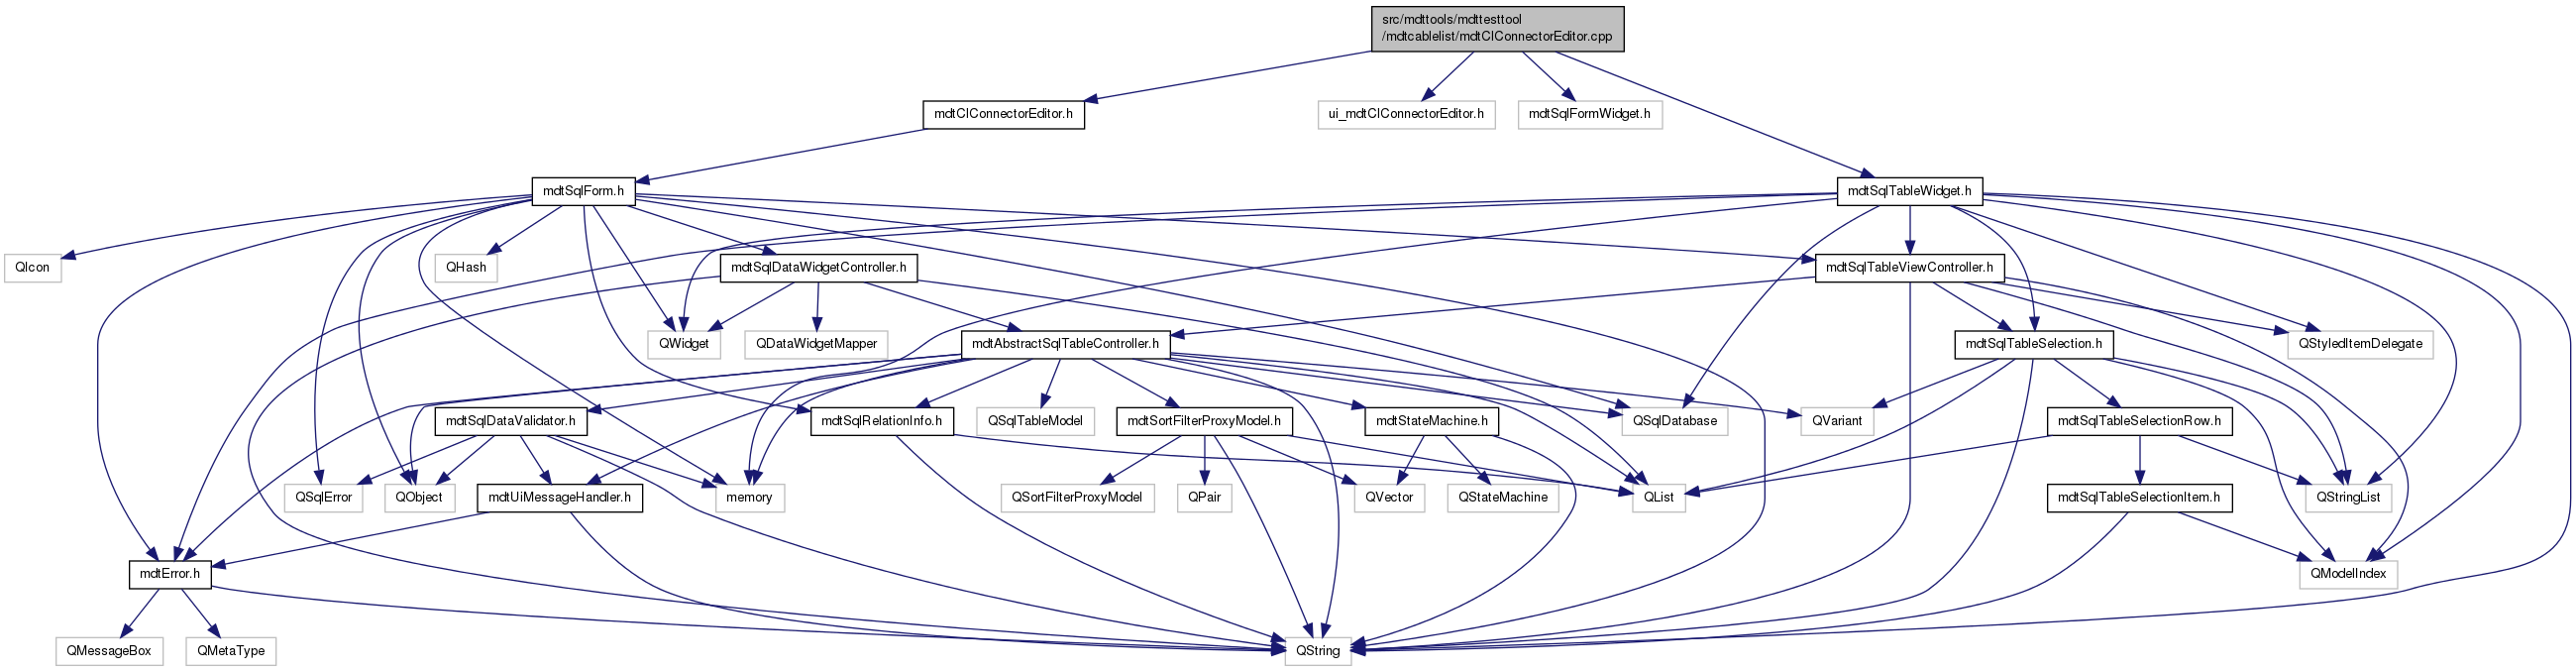 src/mdttools/mdttesttool
/mdtcablelist/mdtClConnectorEditor.cpp
mdtClConnectorEditor.h
ui_mdtClConnectorEditor.h
mdtSqlFormWidget.h
mdtSqlForm.h
mdtSqlTableWidget.h
QIcon
QHash
mdtSqlDataWidgetController.h
mdtSqlTableViewController.h
QWidget
QDataWidgetMapper
mdtAbstractSqlTableController.h
mdtSqlTableSelection.h
QStyledItemDelegate
mdtSqlDataValidator.h
mdtSqlRelationInfo.h
QSqlTableModel
mdtSortFilterProxyModel.h
mdtStateMachine.h
QSqlDatabase
QVariant
mdtSqlTableSelectionRow.h
QSqlError
QObject
mdtUiMessageHandler.h
memory
QSortFilterProxyModel
QPair
QVector
QStateMachine
QList
mdtSqlTableSelectionItem.h
QStringList
mdtError.h
QModelIndex
QMessageBox
QMetaType
QString